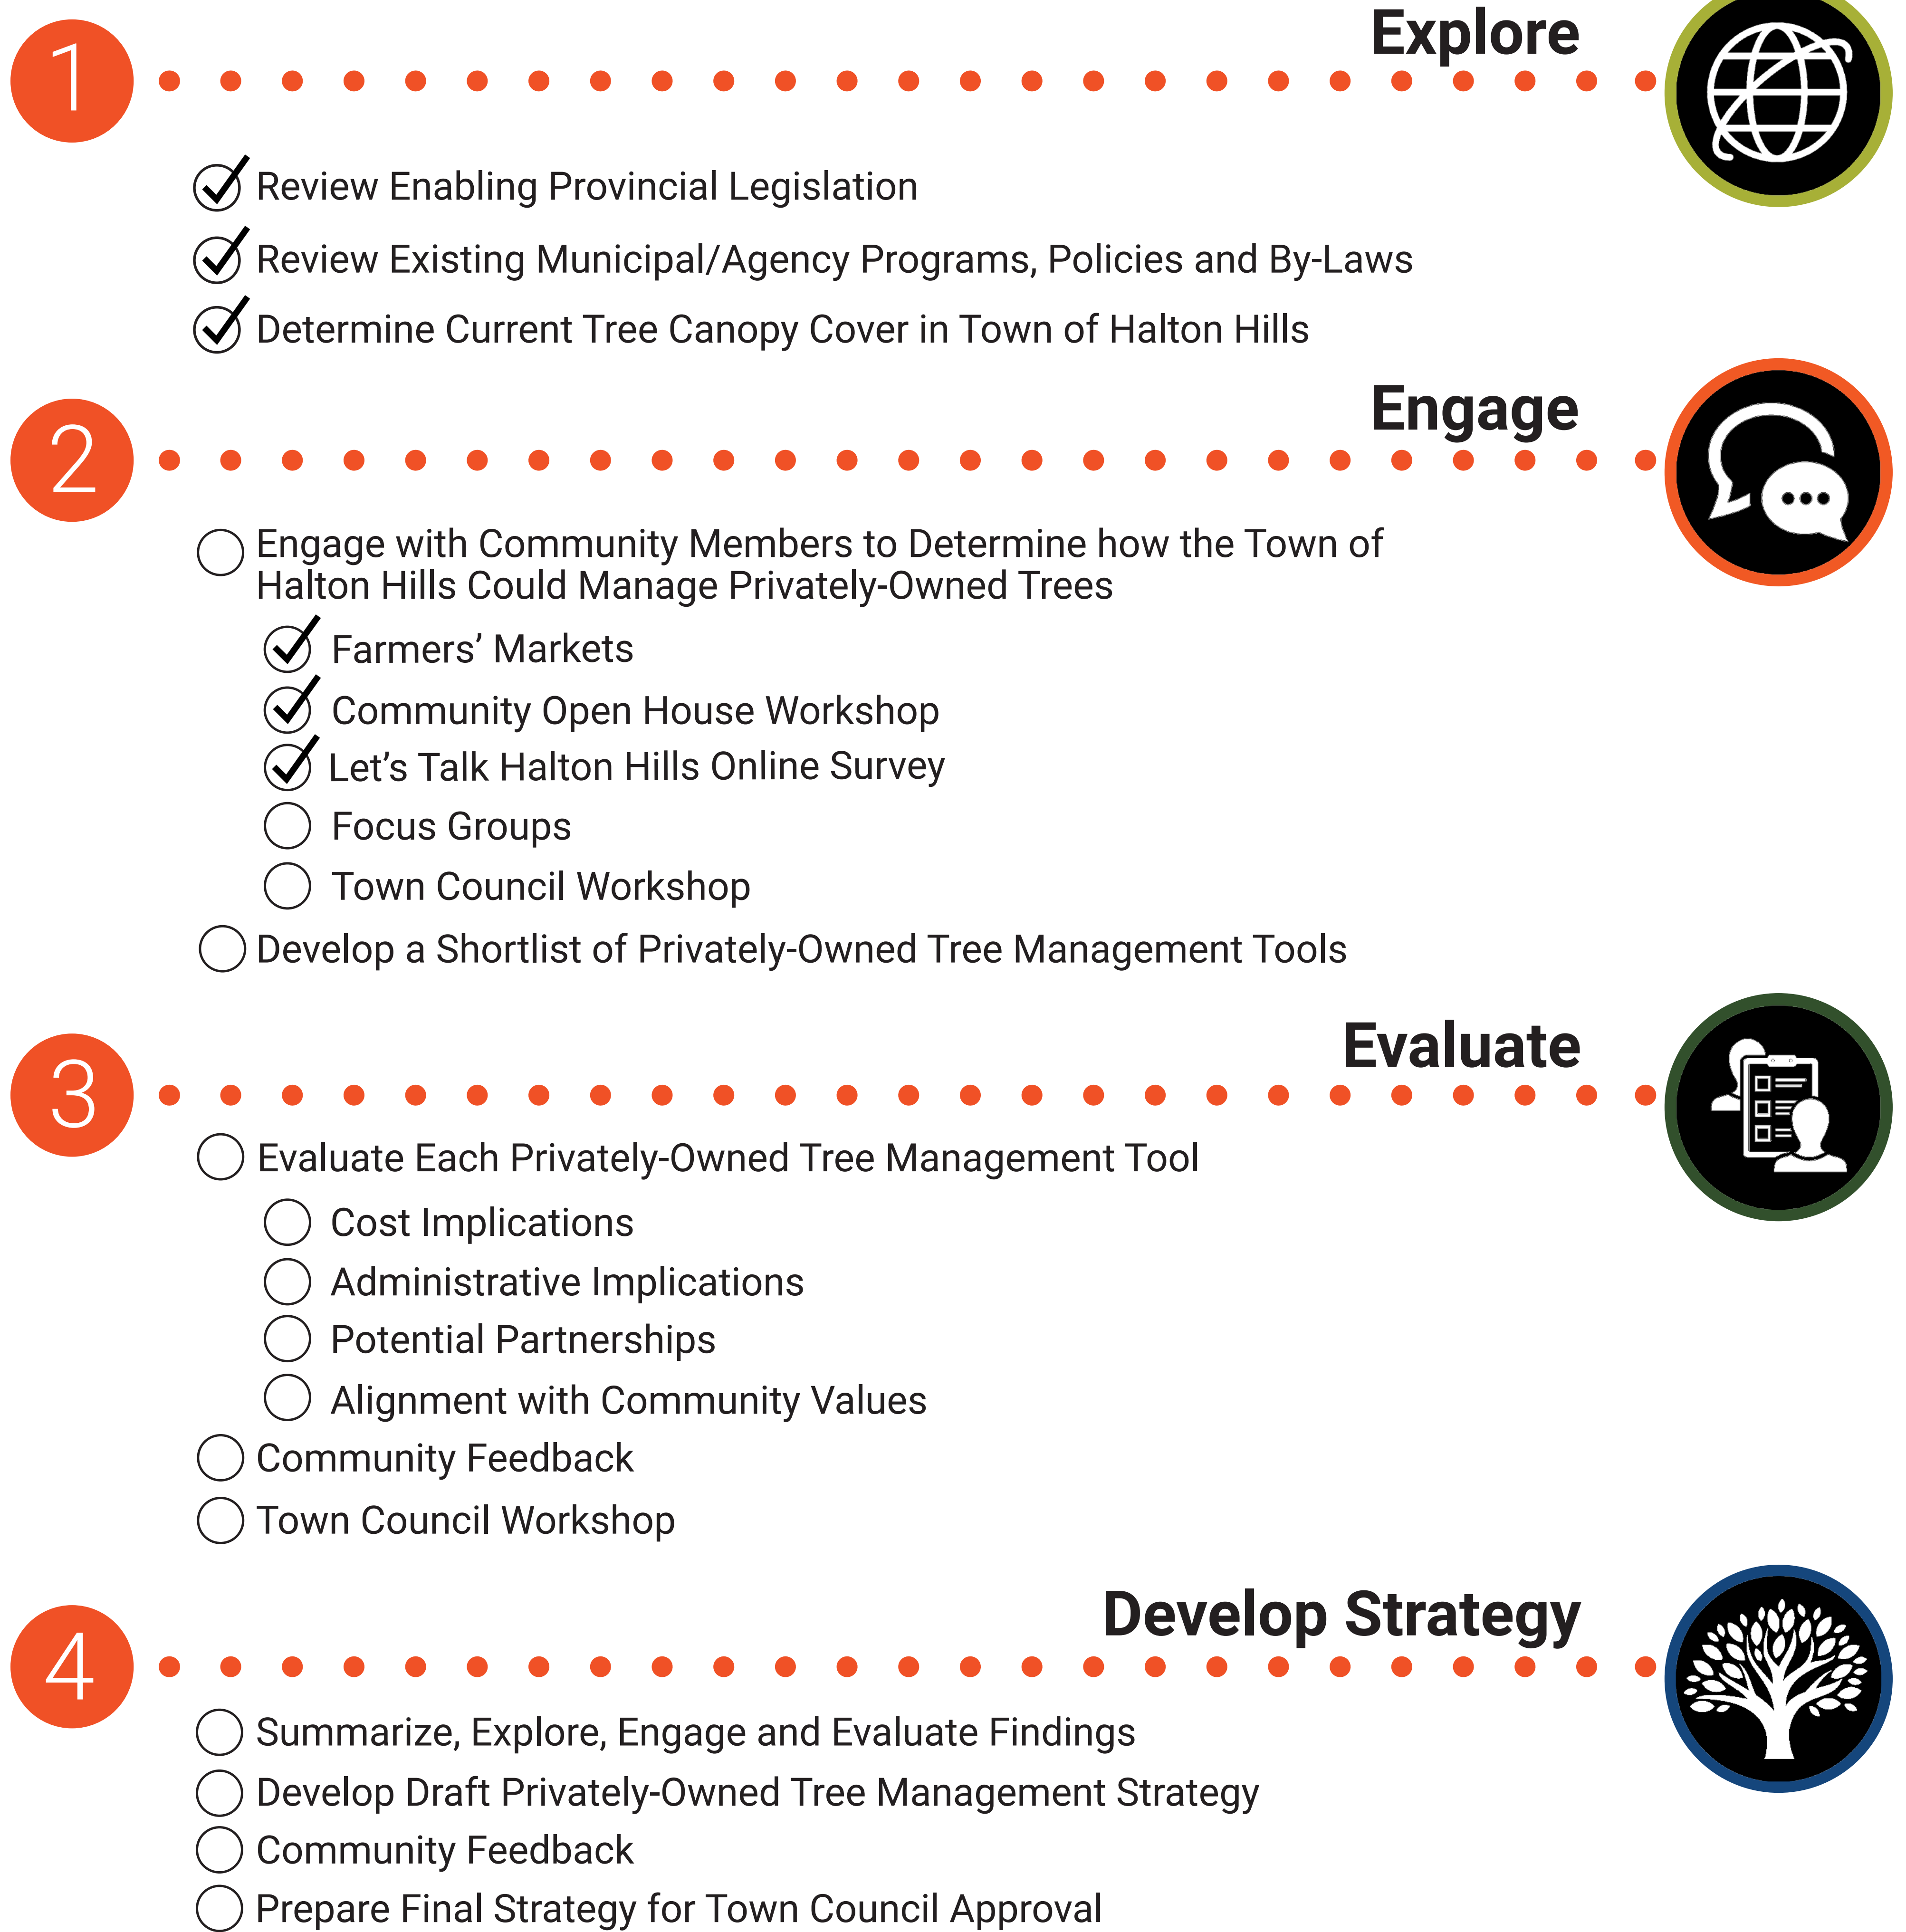 1
Explore
Review Enabling Provincial Legislation
Review Existing Municipal/Agency Programs, Policies and By-Laws
Determine Current Tree Canopy Cover in Town of Halton Hills
2
Engage
Engage with Community Members to Determine how the Town of
Halton Hills Could Manage Privately-Owned Trees
Farmers’ Markets
Community Open House Workshop
Let’s Talk Halton Hills Online Survey
Focus Groups
Town Council Workshop
Develop a Shortlist of Privately-Owned Tree Management Tools
3
Evaluate
Evaluate Each Privately-Owned Tree Management Tool
Cost Implications
Administrative Implications
Potential Partnerships
Alignment with Community Values
Community Feedback
Town Council Workshop
4
Develop Strategy
Summarize, Explore, Engage and Evaluate Findings
Develop Draft Privately-Owned Tree Management Strategy
Community Feedback
Prepare Final Strategy for Town Council Approval